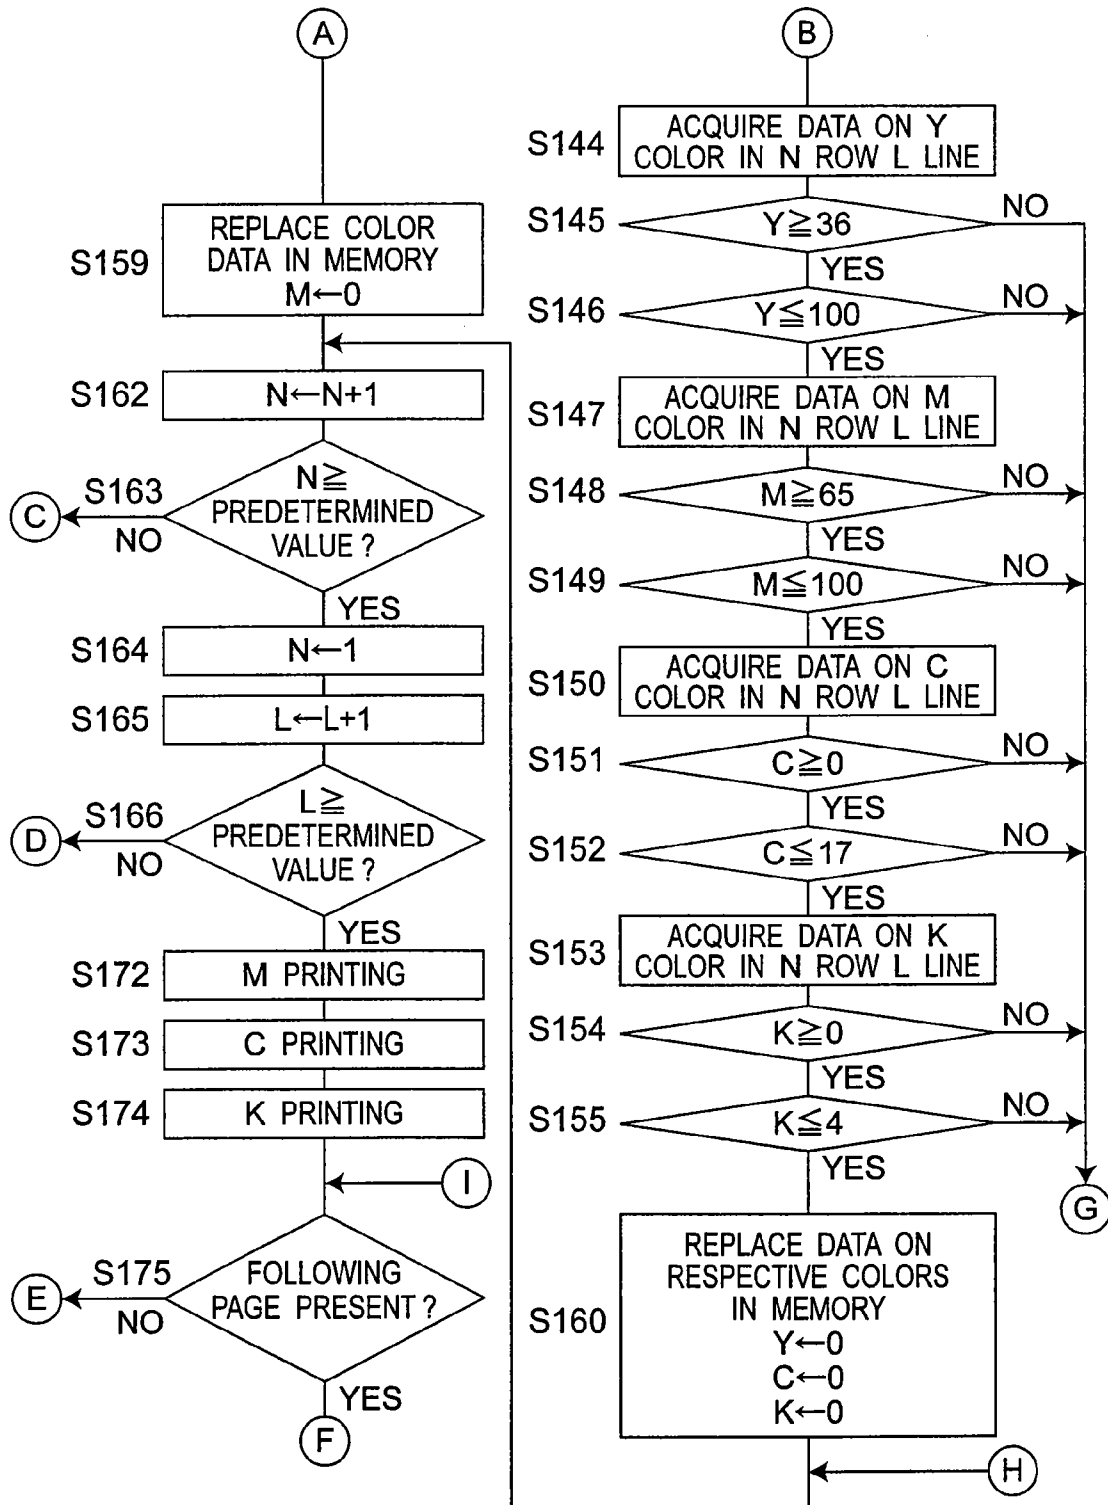 A
S159
REPLACE COLOR
DATA IN MEMORY
M←0
S162
N←N+1
S163
N≧
PREDETERMINED
VALUE?
C
NO
YES
S164
N←1
S165
L←L+1
S166
L≧
PREDETERMINED
VALUE?
D
NO
YES
S172
M PRINTING
S173
C PRINTING
S174
K PRINTING
I
S175
FOLLOWING
PAGE PRESENT?
E
NO
YES
F
B
S144
ACQUIRE DATA ON Y
COLOR IN N ROW L LINE
S145
Y≧36
NO
YES
S146
Y≦100
NO
YES
S147
ACQUIRE DATA ON M
COLOR IN N ROW L LINE
S148
M≧65
NO
YES
S149
M≦100
NO
YES
S150
ACQUIRE DATA ON C
COLOR IN N ROW L LINE
S151
C≧0
NO
YES
S152
C≦17
NO
YES
S153
ACQUIRE DATA ON K
COLOR IN N ROW L LINE
S154
K≧0
NO
YES
S155
K≦4
NO
YES
G
S160
REPLACE DATA ON
RESPECTIVE COLORS
IN MEMORY
Y←0
C←0
K←0
H